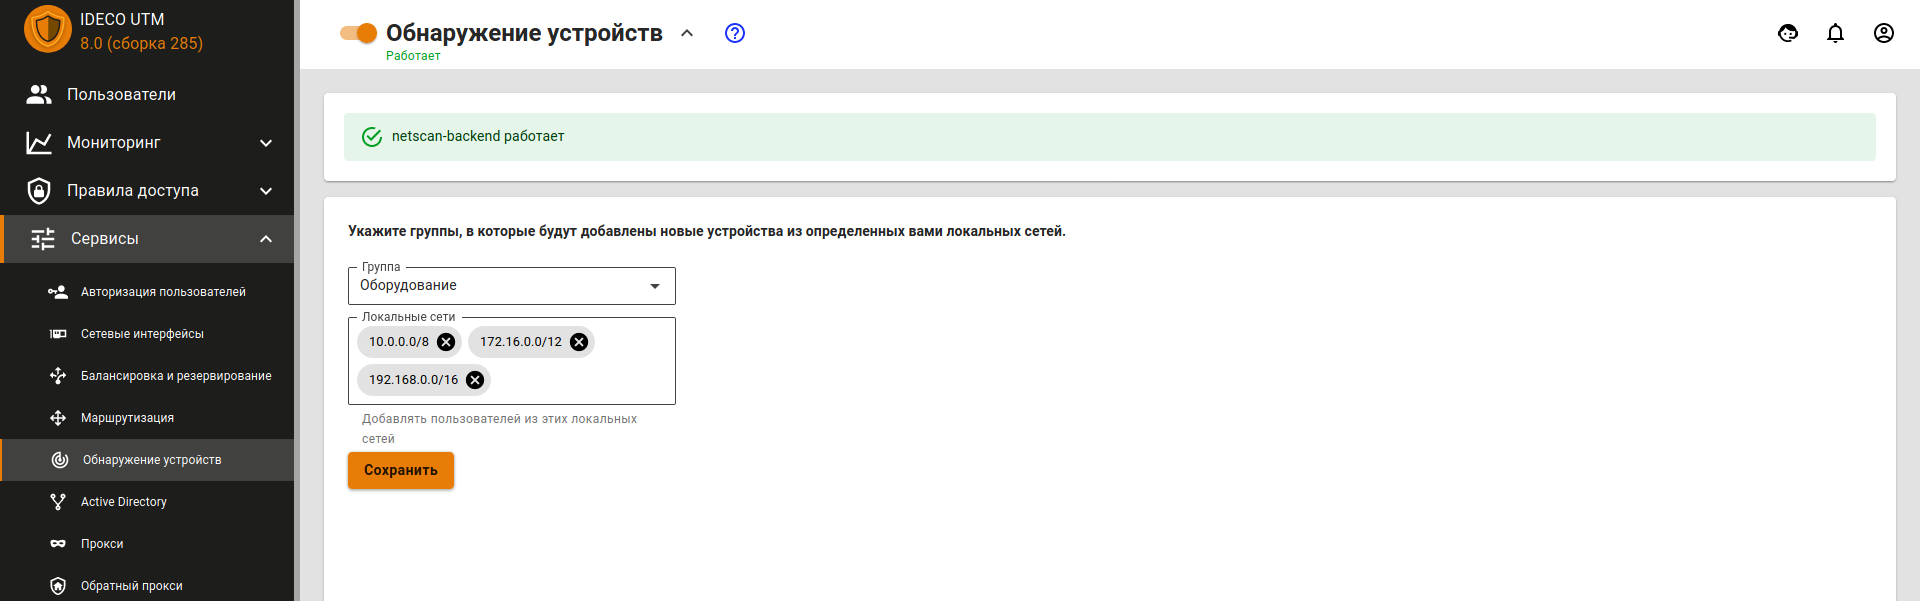 IDECO UTM
8.0 (сборка 285)
Пользователи
Мониторинг
Правила доступа
Сервисы
Авторизация пользователей
Сетевые интерфейсы
Балансировка и резервирование
Маршрутизация
Обнаружение устройств
Active Directory
Прокси
Обратный прокси
Обнаружение устройств
Работает
netscan-backend работает
Укажите группы, в которые будут добавлены новые устройства из определенных вами локальных сетей.
Группа
Оборудование
Локальные сети
10.0.0.0/8 172.16.0.0/12
192.168.0.0/16
Добавлять пользователей из этих локальных
сетей
Сохранить